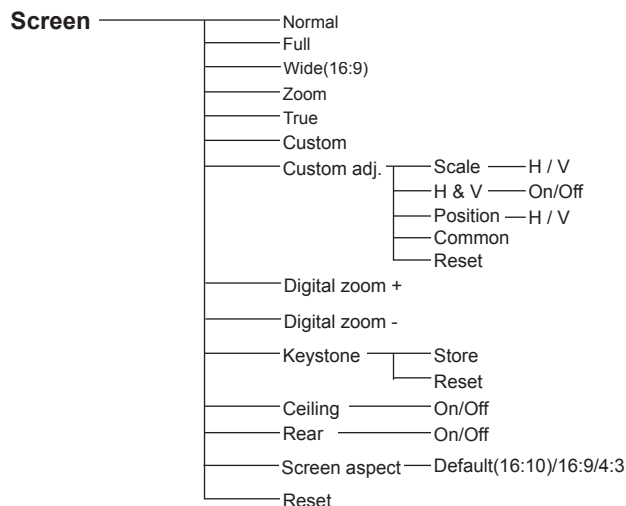 Screen Normal
Full
Wide(16:9)
Zoom
True
Custom
Custom adj. Scale H / V
H & V On/Off
Position H / V
Common
Reset
Digital zoom +
Digital zoom -
Keystone Store
Reset
Ceiling On/Off
Rear On/Off
Screen aspect Default(16:10)/16:9/4:3
Reset